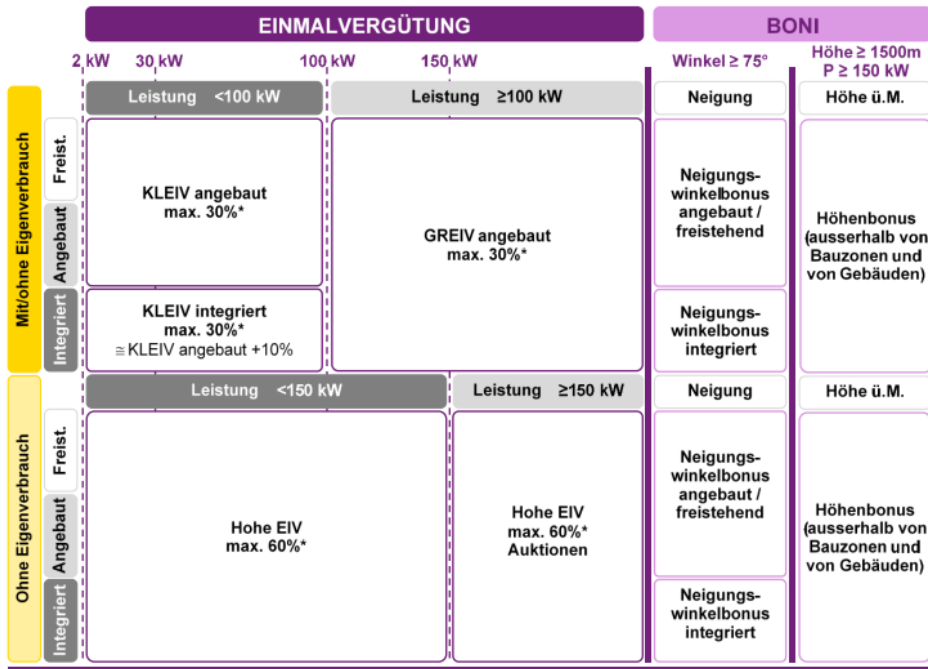 EINMALVERGÜTUNG
BONI
2 kW
30 kW
100 kW
150 kW
Winkel ≥ 75°
Höhe ≥ 1500m
P ≥ 150 kW
Mit/ohne Eigenverbrauch
Leistung <100 kW
Leistung ≥100 kW
Neigung
Höhe ü.M.
Freist.
Angebaut
Integriert
KLEIV angebaut
max. 30%*
GREIV angebaut
max. 30%*
Neigungs-
winkelbonus
angebaut /
freistehend
Höhenbonus
(ausserhalb von
Bauzonen und
von Gebäuden)
KLEIV integriert
max. 30%*
≅ KLEIV angebaut +10%
Neigungs-
winkelbonus
integriert
Ohne Eigenverbrauch
Leistung <150 kW
Leistung ≥150 kW
Neigung
Höhe ü.M.
Freist.
Angebaut
Integriert
Hohe EIV
max. 60%*
Hohe EIV
max. 60%*
Auktionen
Neigungs-
winkelbonus
angebaut /
freistehend
Höhenbonus
(ausserhalb von
Bauzonen und
von Gebäuden)
Neigungs-
winkelbonus
integriert